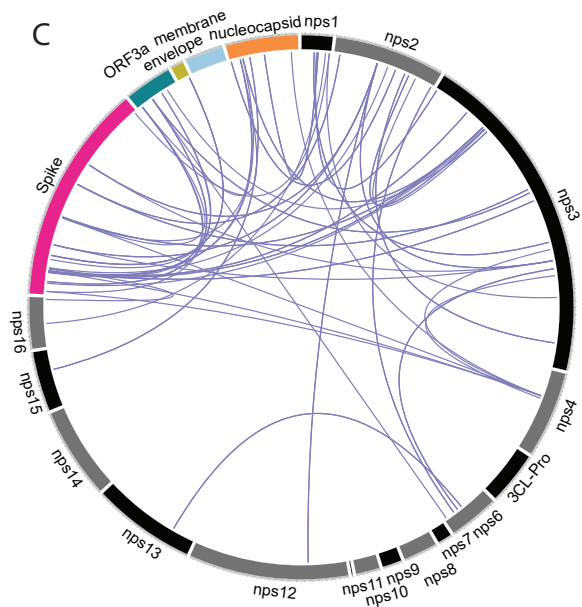 C
ORF3a
envelope
membrane
nucleocapsid
nps1
nps2
nps3
nps4
3CL-Pro
nps6
nps7
nps8
nps9
nps10
nps11
nps12
nps13
nps14
nps15
nps16
Spike